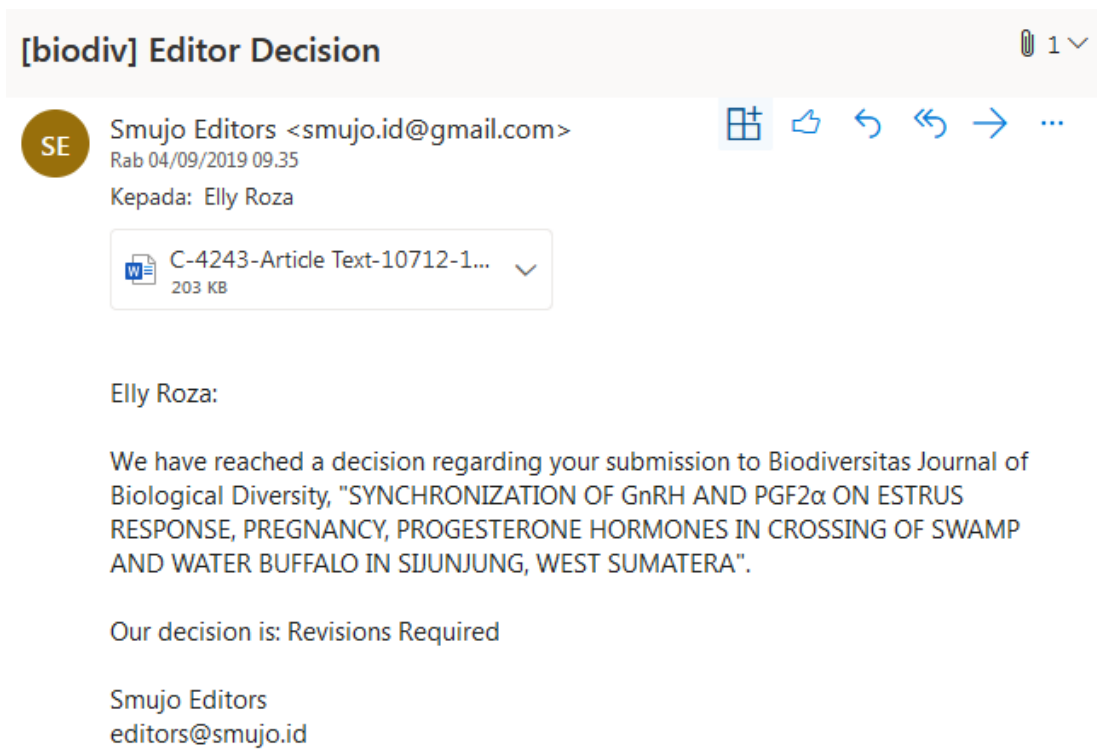 [biodiv] Editor Decision
1
SE
Smujo Editors <smujo.id@gmail.com>
Rab 04/09/2019 09.35
Kepada: Elly Roza
W
C-4243-Article Text-10712-1...
203 KB
Elly Roza:
We have reached a decision regarding your submission to Biodiversitas Journal of
Biological Diversity, "SYNCHRONIZATION OF GnRH AND PGF2α ON ESTRUS
RESPONSE, PREGNANCY, PROGESTERONE HORMONES IN CROSSING OF SWAMP
AND WATER BUFFALO IN SIJUNJUNG, WEST SUMATERA".
Our decision is: Revisions Required
Smujo Editors
editors@smujo.id